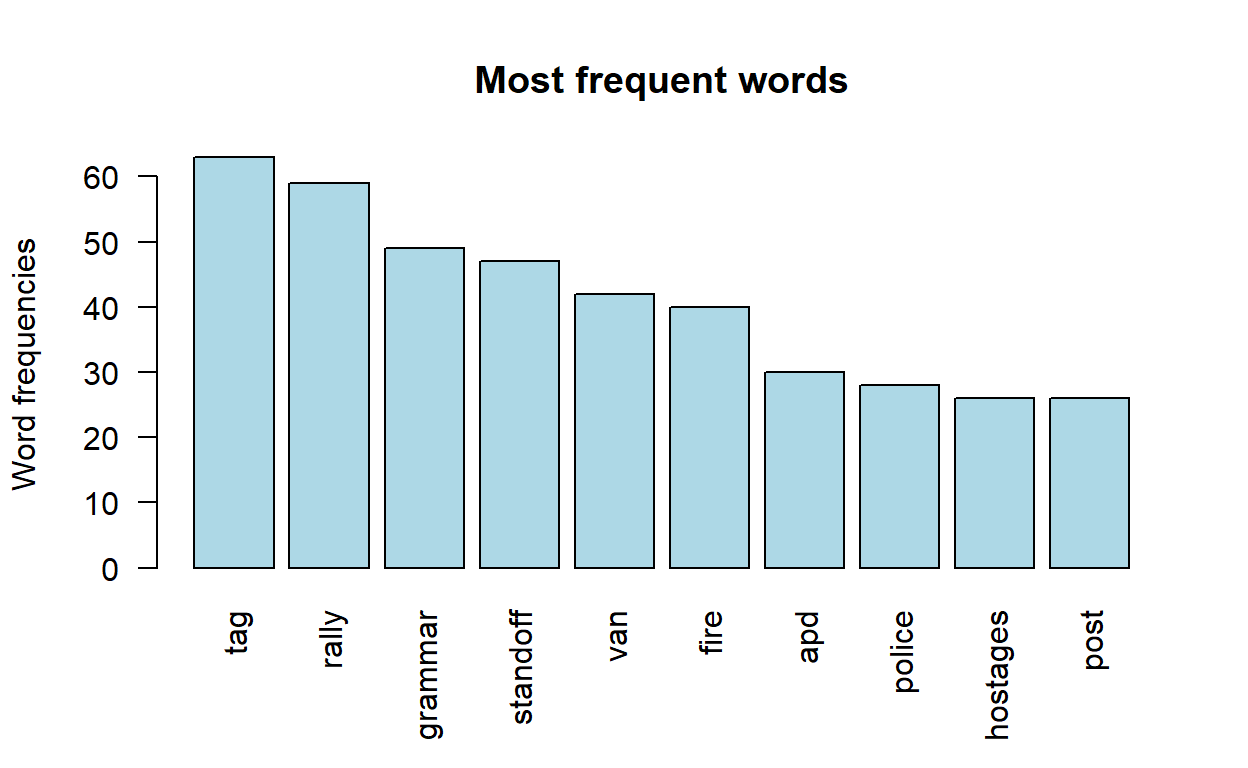 Most frequent words
Word frequencies
60
50
40
30
20
10
0
tag
rally
grammar
standoff
van
fire
apd
police
hostages
post